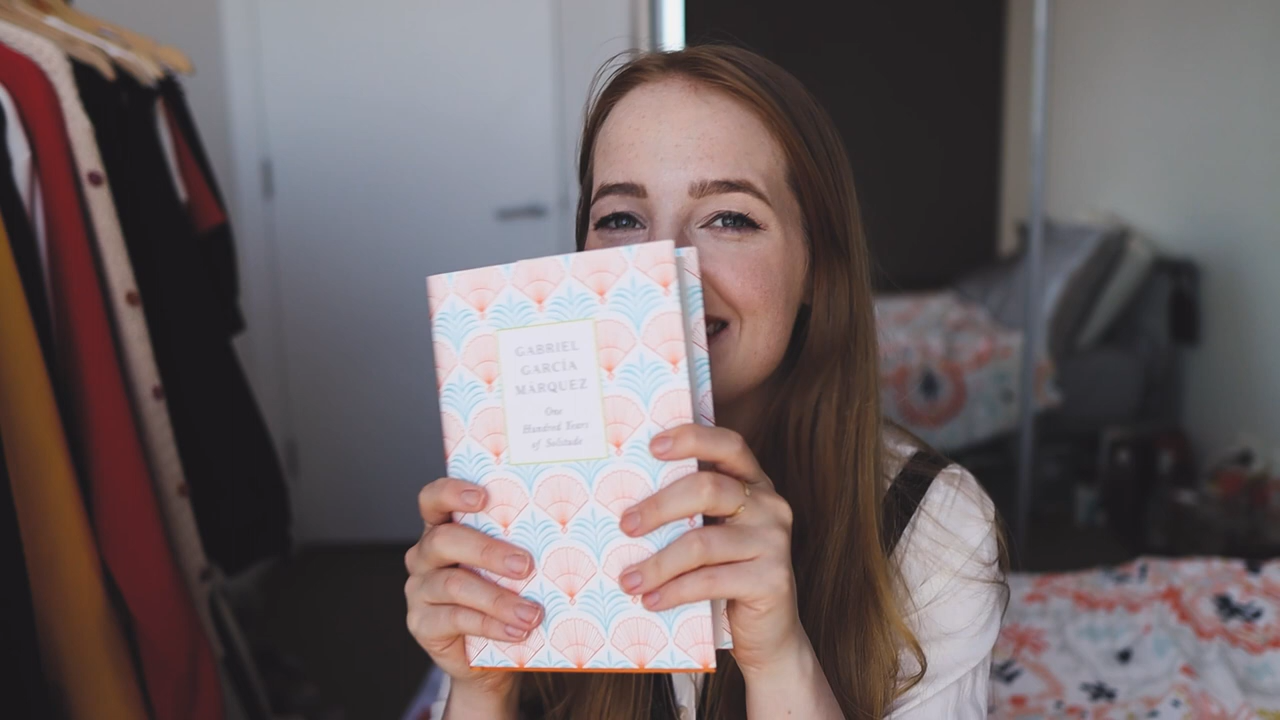 GABRIEL
GARCÍA
MÁRQUEZ
One
Hundred Years
of Solitude